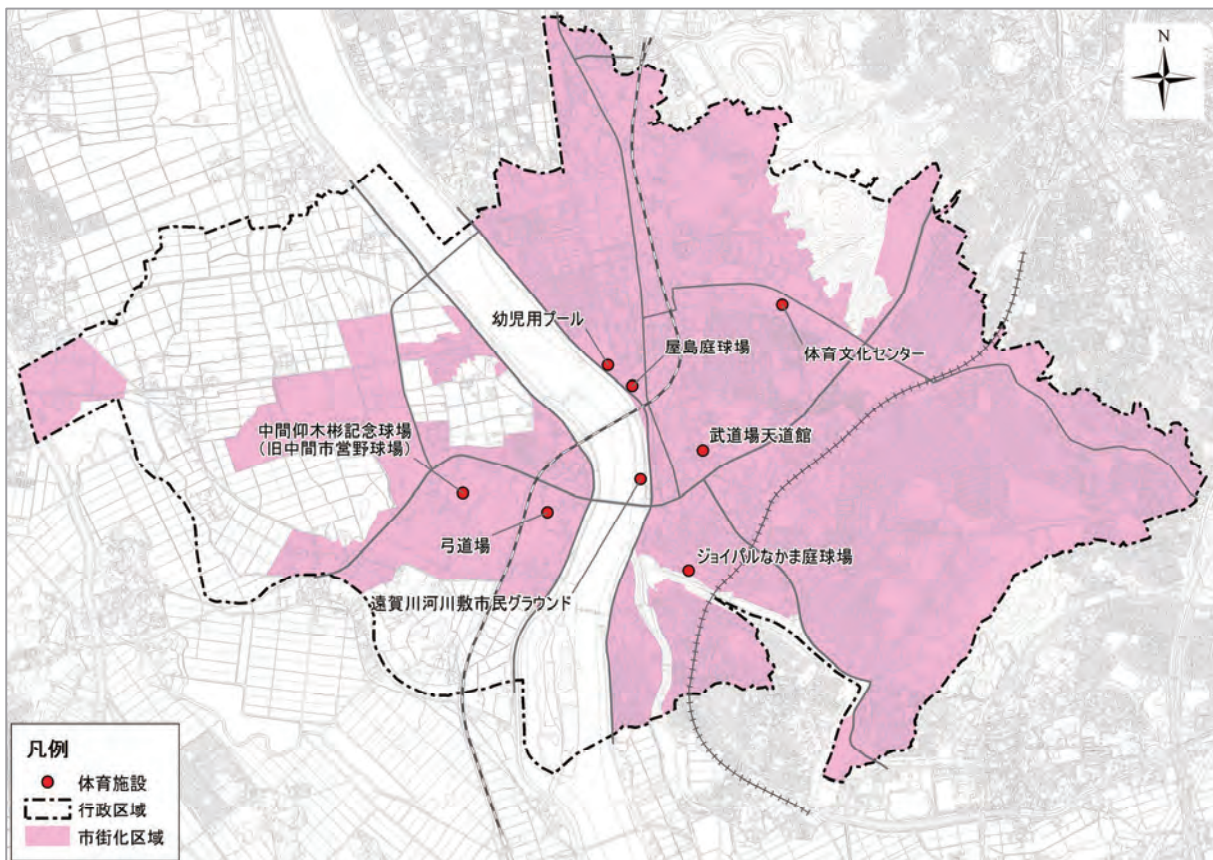 N
幼児用プール
屋島庭球場
体育文化センター
中間仰木彬記念球場
（旧中間市営野球場）
武道場天道館
弓道場
ジョイパルなかま庭球場
遠賀川河川敷市民グラウンド
凡例
体育施設
行政区域
市街化区域